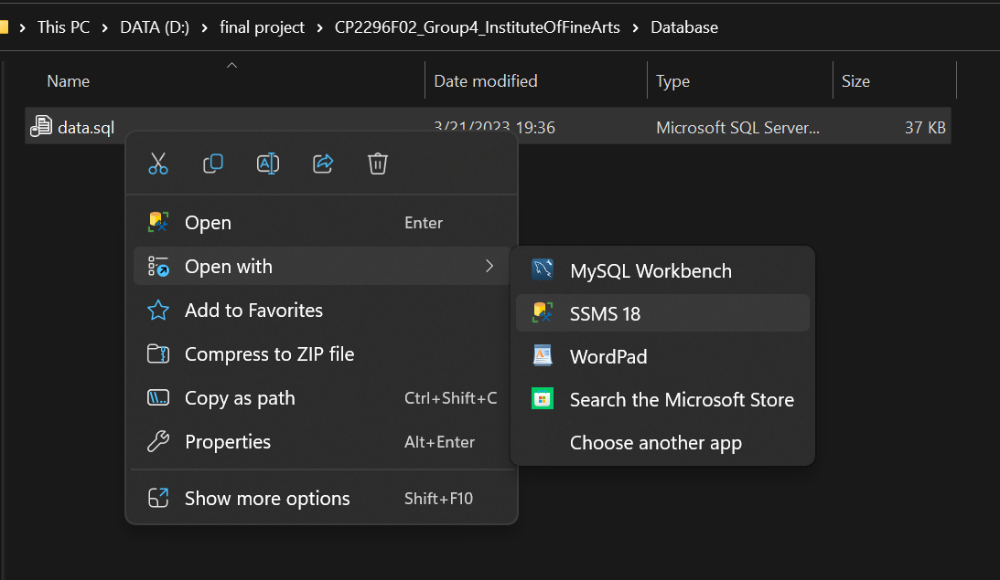 This PC > DATA (D:) > final project > CP2296F02_Group4_InstituteOfFineArts > Database
Name Date modified Type Size
data.sql 3/21/2023 19:36 Microsoft SQL Server... 37 KB
Open Enter
Open with
Add to Favorites
Compress to ZIP file
Copy as path Ctrl+Shift+C
Properties Alt+Enter
Show more options Shift+F10
MySQL Workbench
SSMS 18
WordPad
Search the Microsoft Store
Choose another app